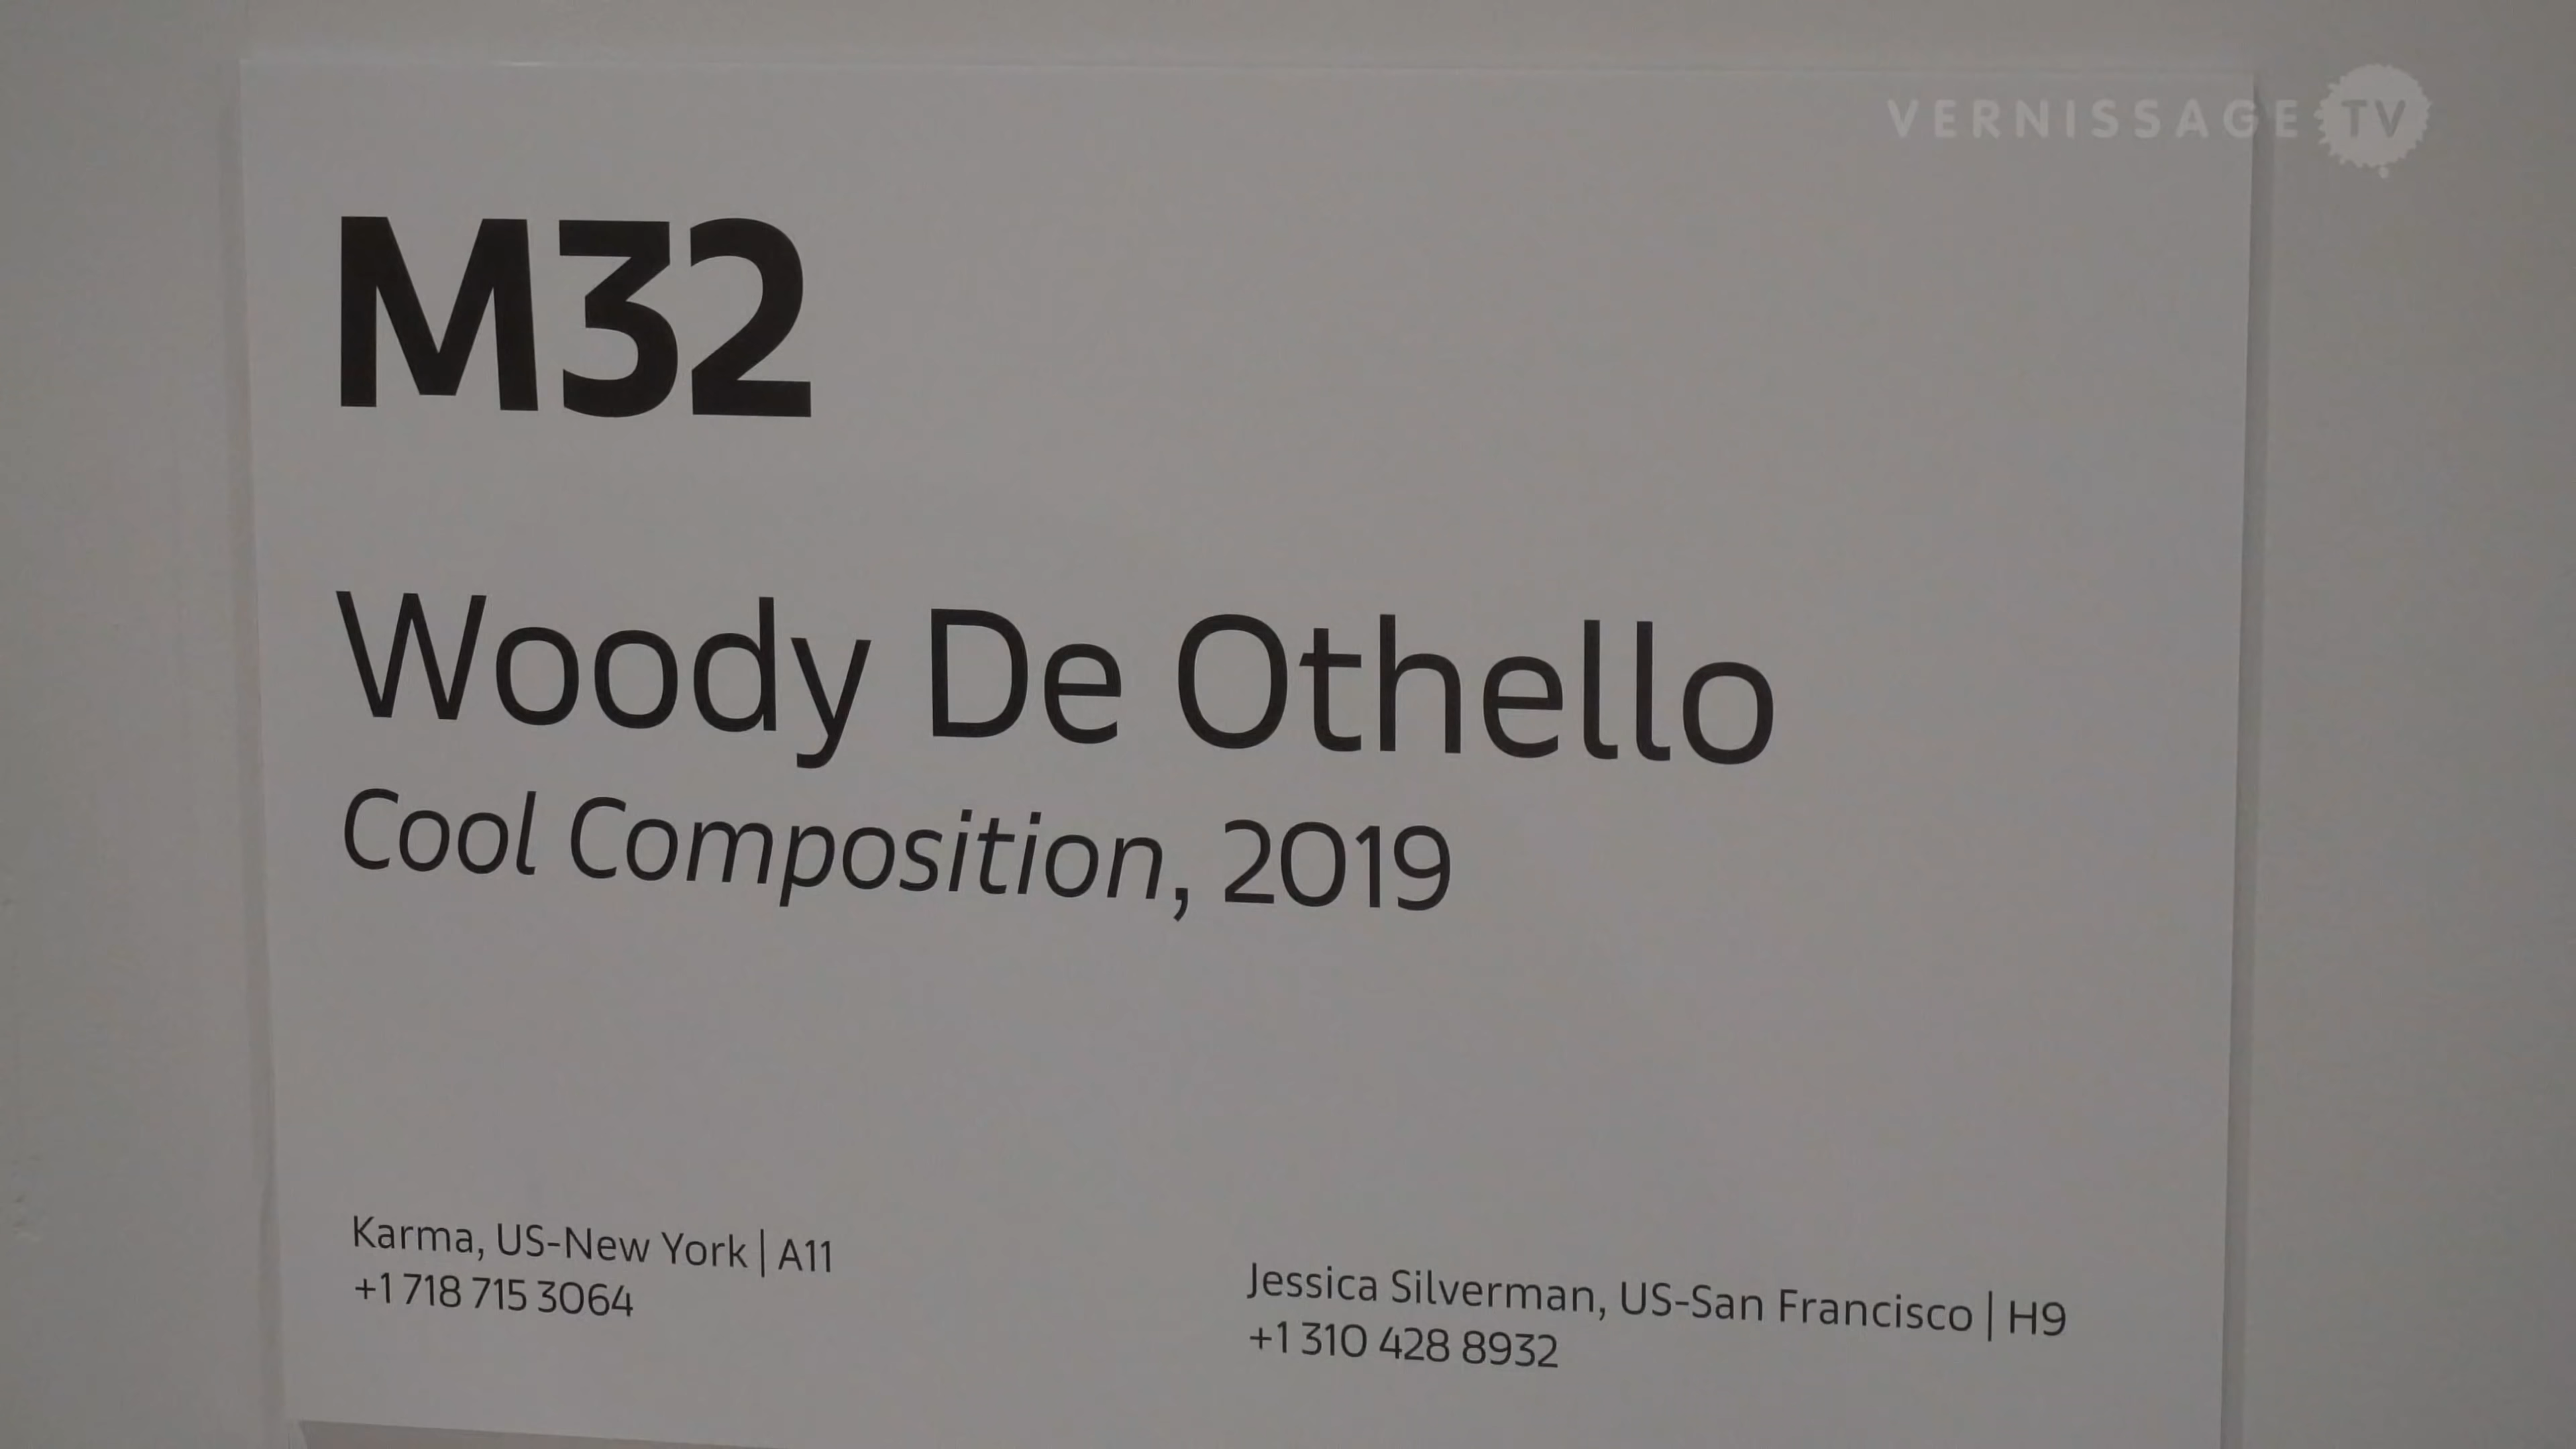 VERNISSAGE TV
M32
Woody De Othello
Cool Composition, 2019
Karma, US-New York | A11
+1 718 715 3064
Jessica Silverman, US-San Francisco | H9
+1 310 428 8932